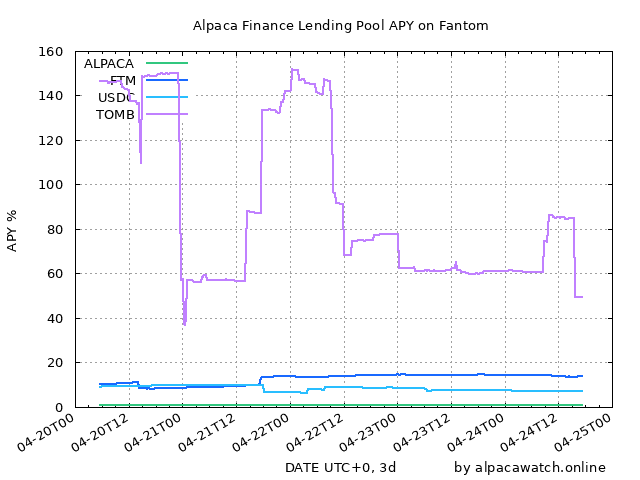 Alpaca Finance Lending Pool APY on Fantom
160
140
120
100
80
60
40
20
0
APY %
ALPACA
FTM
USDC
TOMB
04-20T00
04-20T12
04-21T00
04-21T12
04-22T00
04-22T12
04-23T00
04-23T12
04-24T00
04-24T12
04-25T00
DATE UTC+0, 3d
by alpacawatch.online